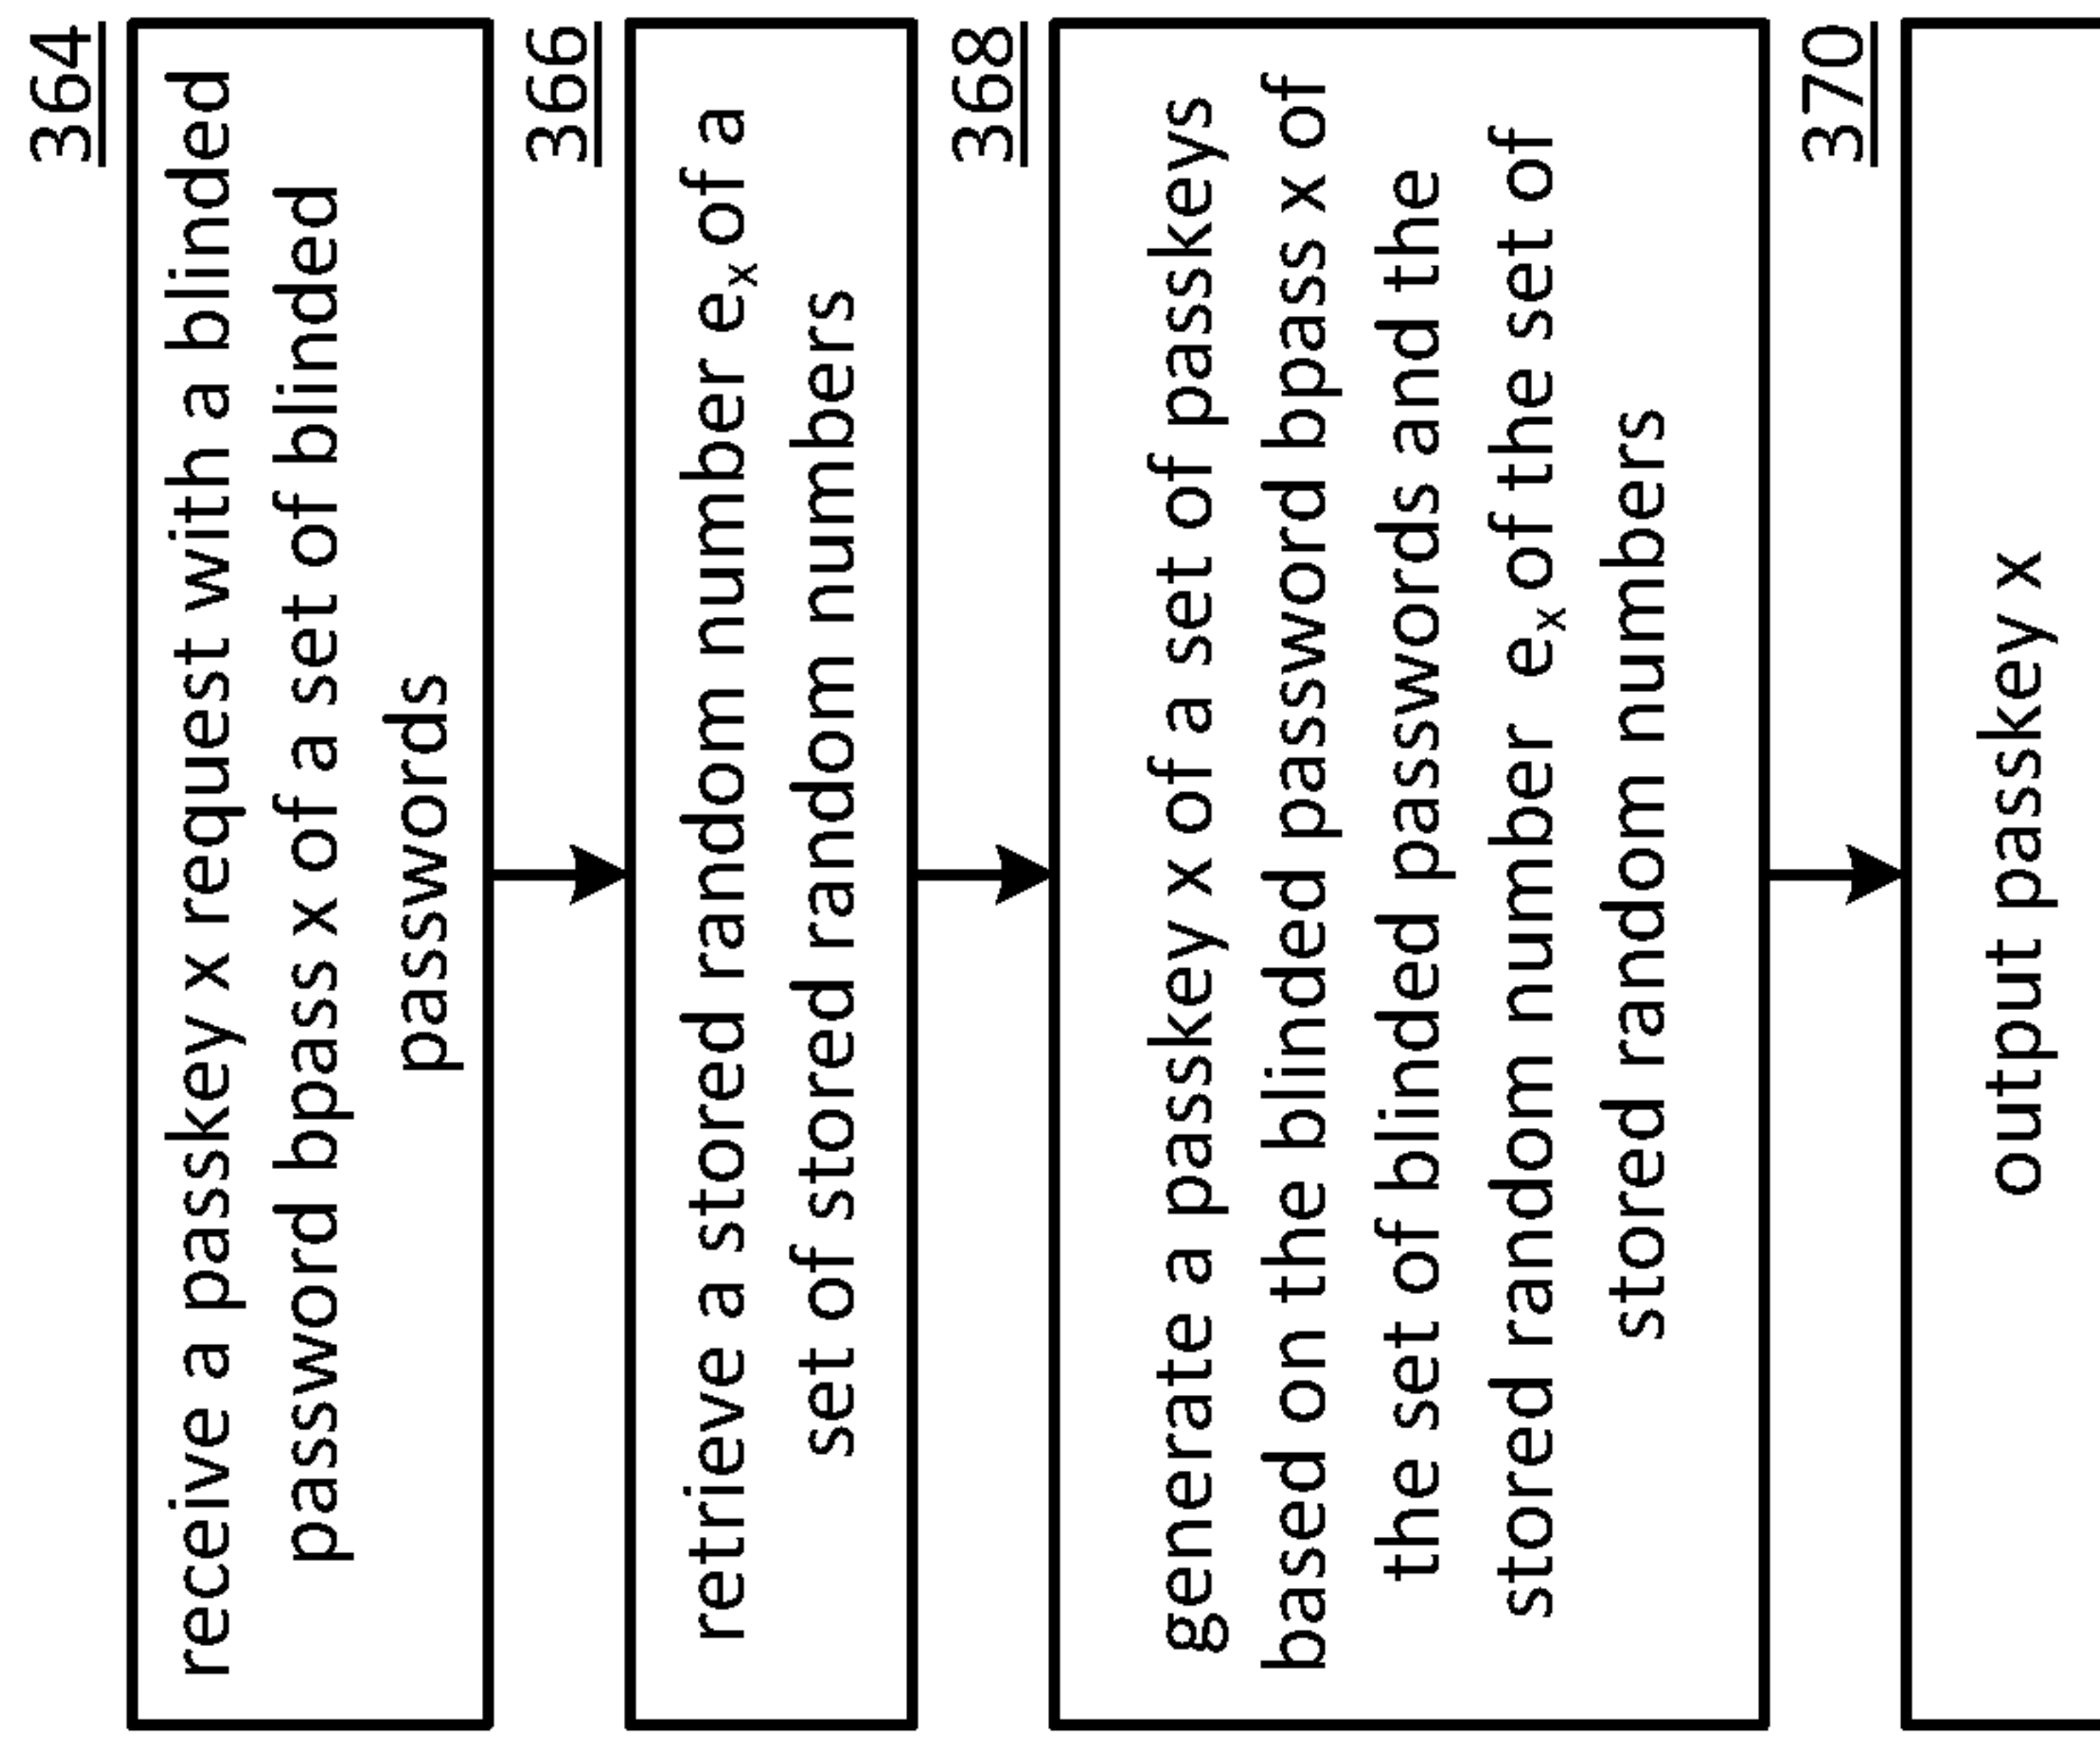 364
receive a passkey x request with a blinded
password bpass x of a set of blinded
passwords
366
retrieve a stored random number eₓ of a
set of stored random numbers
368
generate a passkey x of a set of passkeys
based on the blinded password bpass x of
the set of blinded passwords and the
stored random number eₓ of the set of
stored random numbers
370
output passkey x